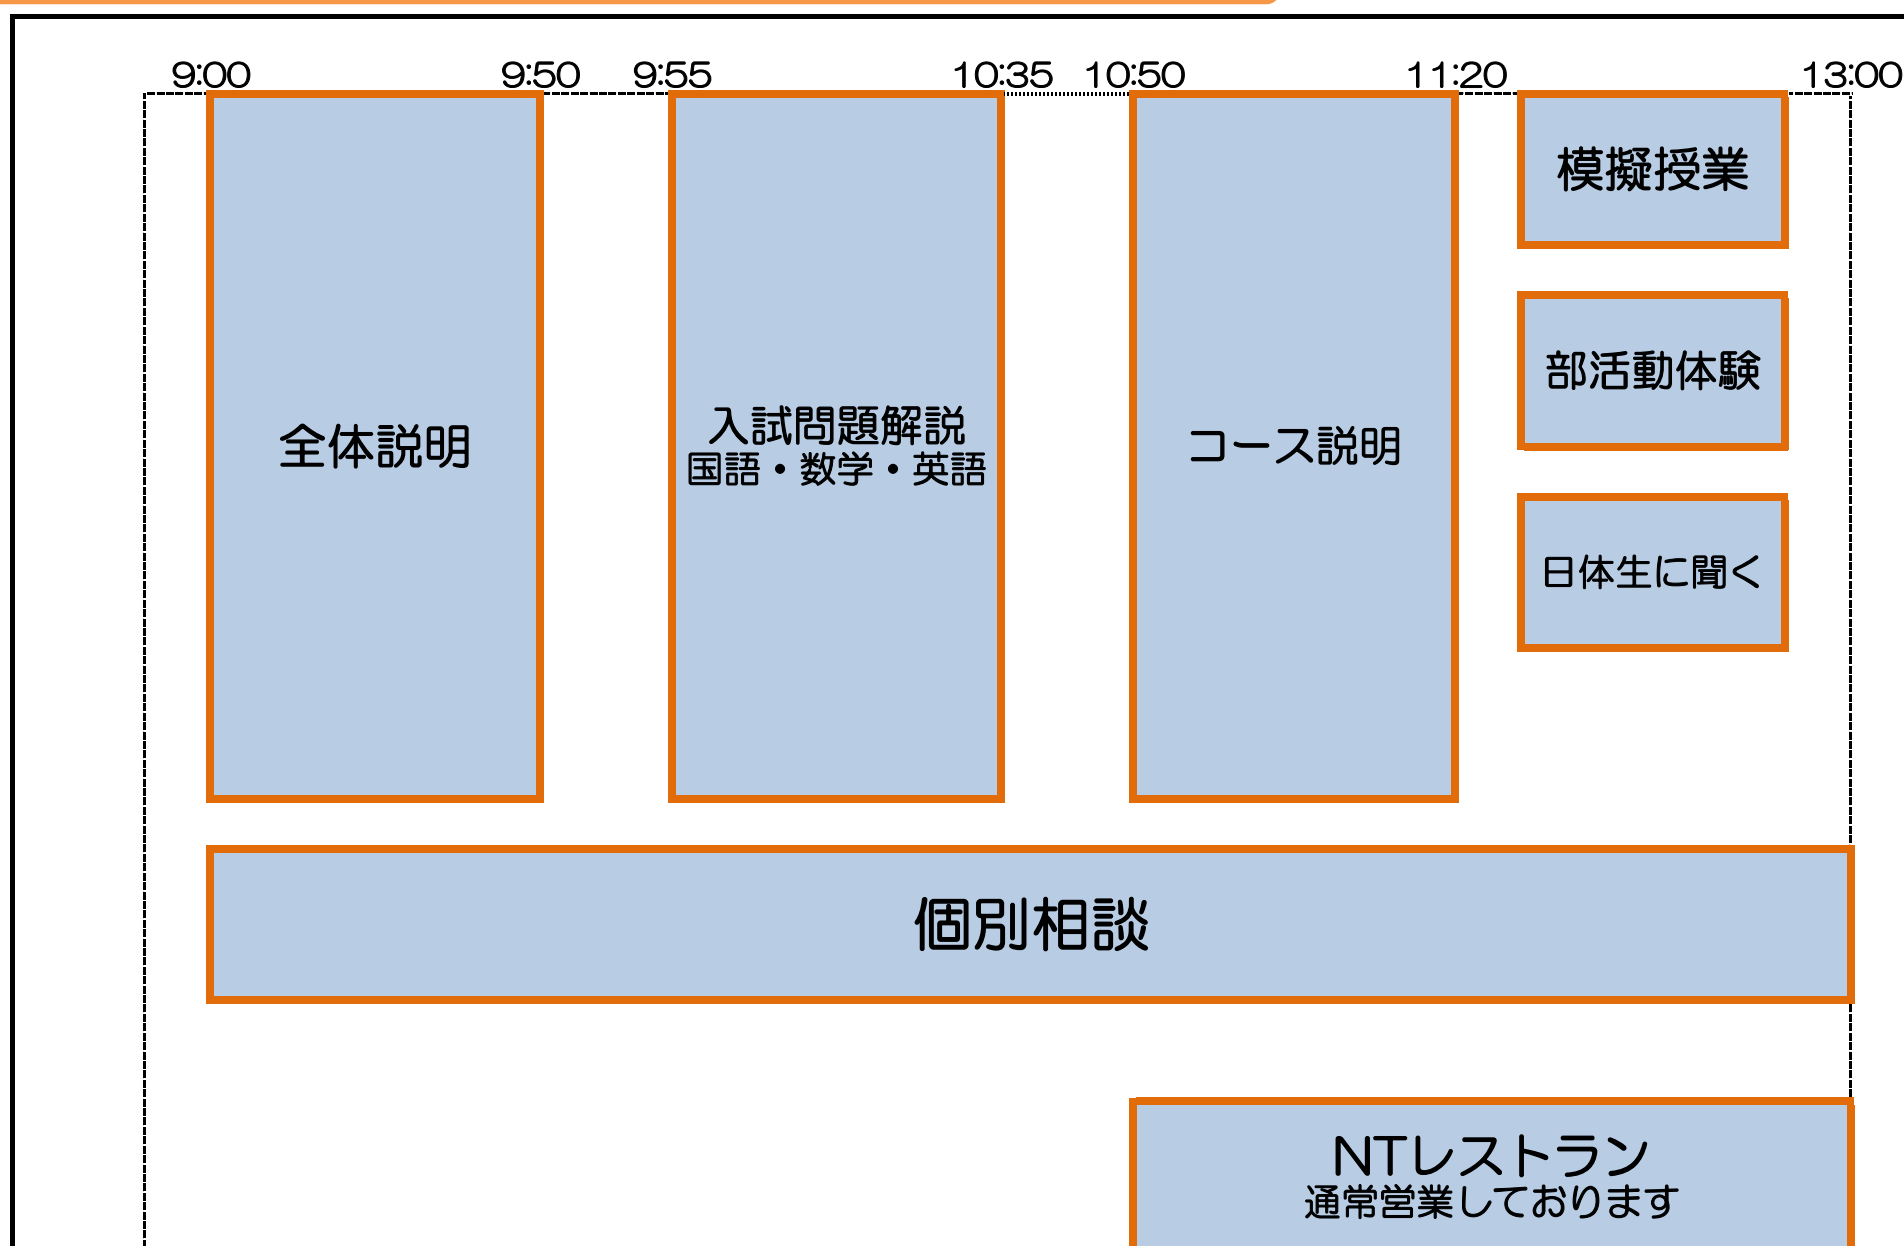 9:00 9:50 9:55 10:35 10:50 11:20 13:00
全体説明
入試問題解説
国語・数学・英語
コース説明
模擬授業
部活動体験
日体生に聞く
個別相談
NTレストラン
通常営業しております